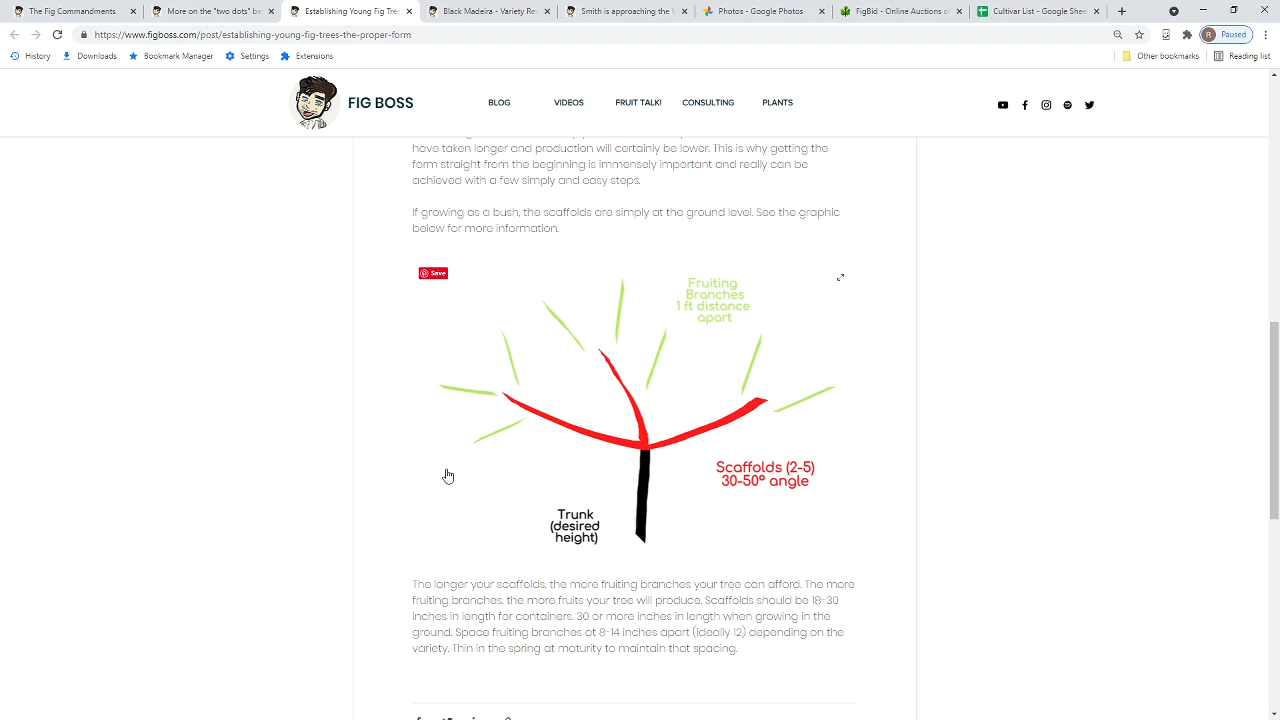 The Fig Commandments
More on the "two dots" be
Establishing Young Fig Trees
Black Madeira - Variety Rev
Smith is approaching the l
Photos - Google Photos
FigBid - Online Auctions of
Cultivar List - Google Shee
https://www.figboss.com/post/establishing-young-fig-trees-the-proper-form
R Paused
History
Downloads
Bookmark Manager
Settings
Extensions
Other bookmarks
Reading list
FIG BOSS
BLOG
VIDEOS
FRUIT TALK!
CONSULTING
PLANTS
have taken longer and production will certainly be lower. This is why getting the
form straight from the beginning is immensely important and really can be
achieved with a few simply and easy steps.
If growing as a bush, the scaffolds are simply at the ground level. See the graphic
below for more information.
Save
Fruiting
Branches
1 ft distance
apart
Scaffolds (2-5)
30-50º angle
Trunk
(desired
height)
The longer your scaffolds, the more fruiting branches your tree can afford. The more
fruiting branches, the more fruits your tree will produce. Scaffolds should be 18-30
inches in length for containers. 30 or more inches in length when growing in the
ground. Space fruiting branches at 8-14 inches apart (ideally 12) depending on the
variety. Thin in the spring at maturity to maintain that spacing.